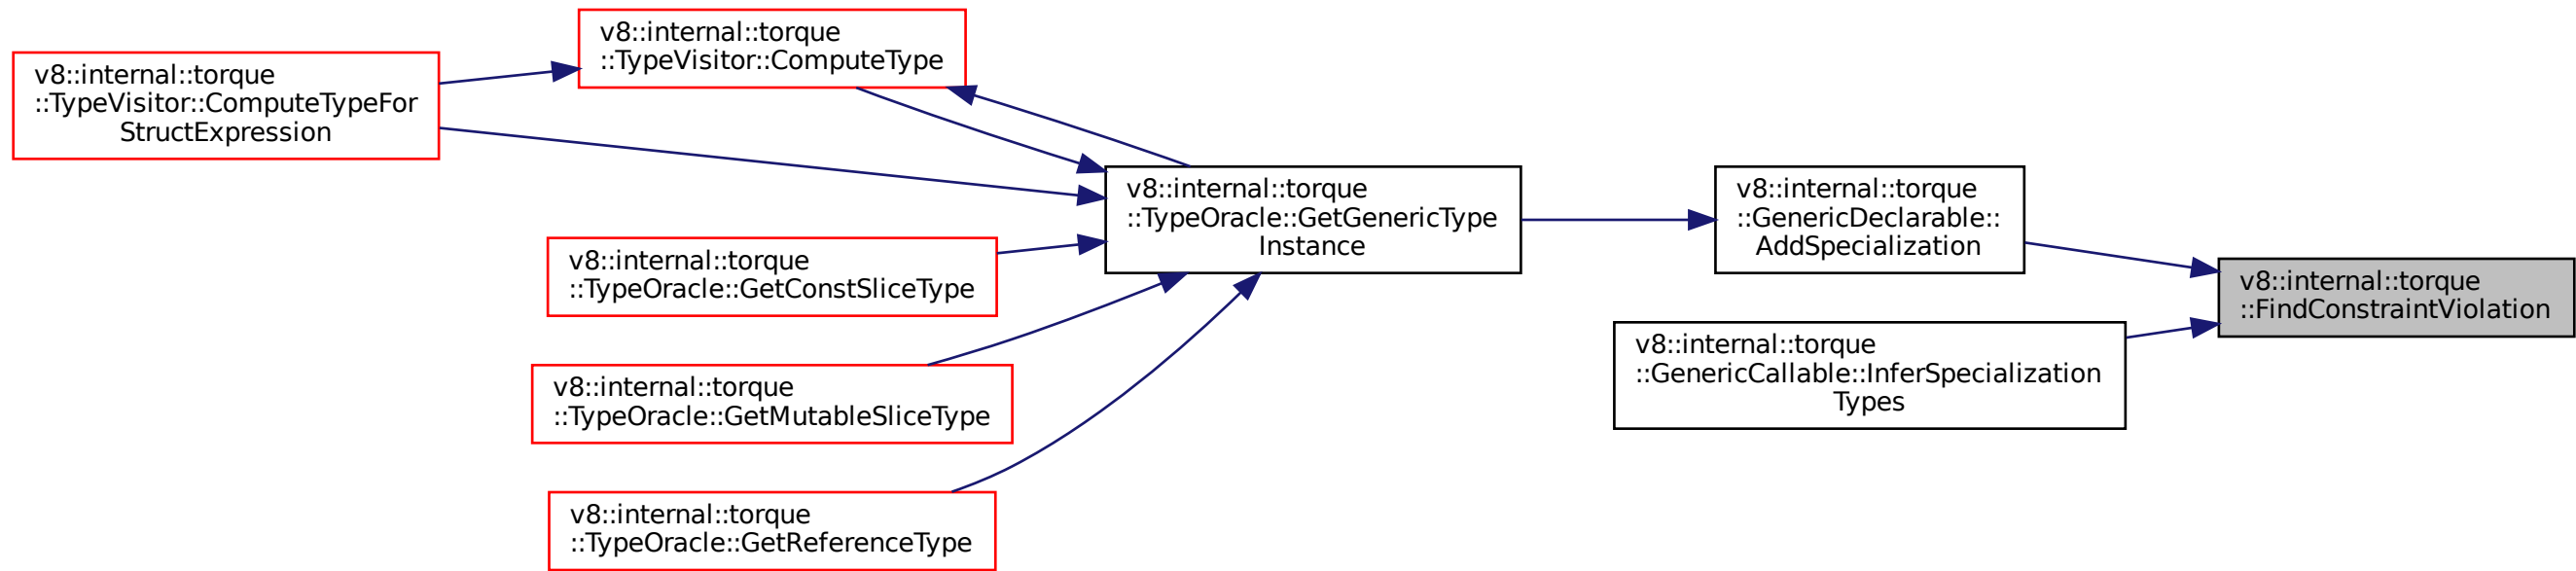 v8::internal::torque
::TypeVisitor::ComputeTypeFor
StructExpression
v8::internal::torque
::TypeVisitor::ComputeType
v8::internal::torque
::TypeOracle::GetConstSliceType
v8::internal::torque
::TypeOracle::GetMutableSliceType
v8::internal::torque
::TypeOracle::GetReferenceType
v8::internal::torque
::TypeOracle::GetGenericType
Instance
v8::internal::torque
::GenericDeclarable::
AddSpecialization
v8::internal::torque
::GenericCallable::InferSpecialization
Types
v8::internal::torque
::FindConstraintViolation